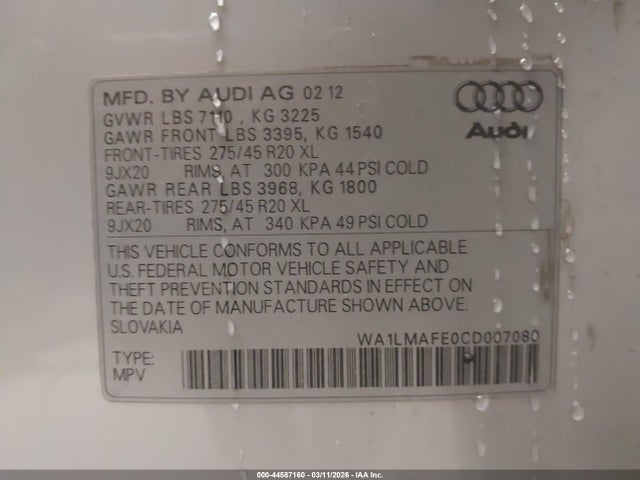 MFD. BY AUDI AG 02 12
GVWR LBS 7110 , KG 3225
GAWR FRONT LBS 3395, KG 1540
FRONT-TIRES 275/45 R20 XL
9JX20 RIMS, AT 300 KPA 44 PSI COLD
GAWR REAR LBS 3968, KG 1800
REAR-TIRES 275/45 R20 XL
9JX20 RIMS, AT 340 KPA 49 PSI COLD
Audi
THIS VEHICLE CONFORMS TO ALL APPLICABLE
U.S. FEDERAL MOTOR VEHICLE SAFETY AND
THEFT PREVENTION STANDARDS IN EFFECT ON
THE DATE OF MANUFACTURE SHOWN ABOVE.
SLOVAKIA
WA1LMAFE0CD007080
TYPE:
MPV
000-44587160 - 03/11/2026 - IAA Inc.